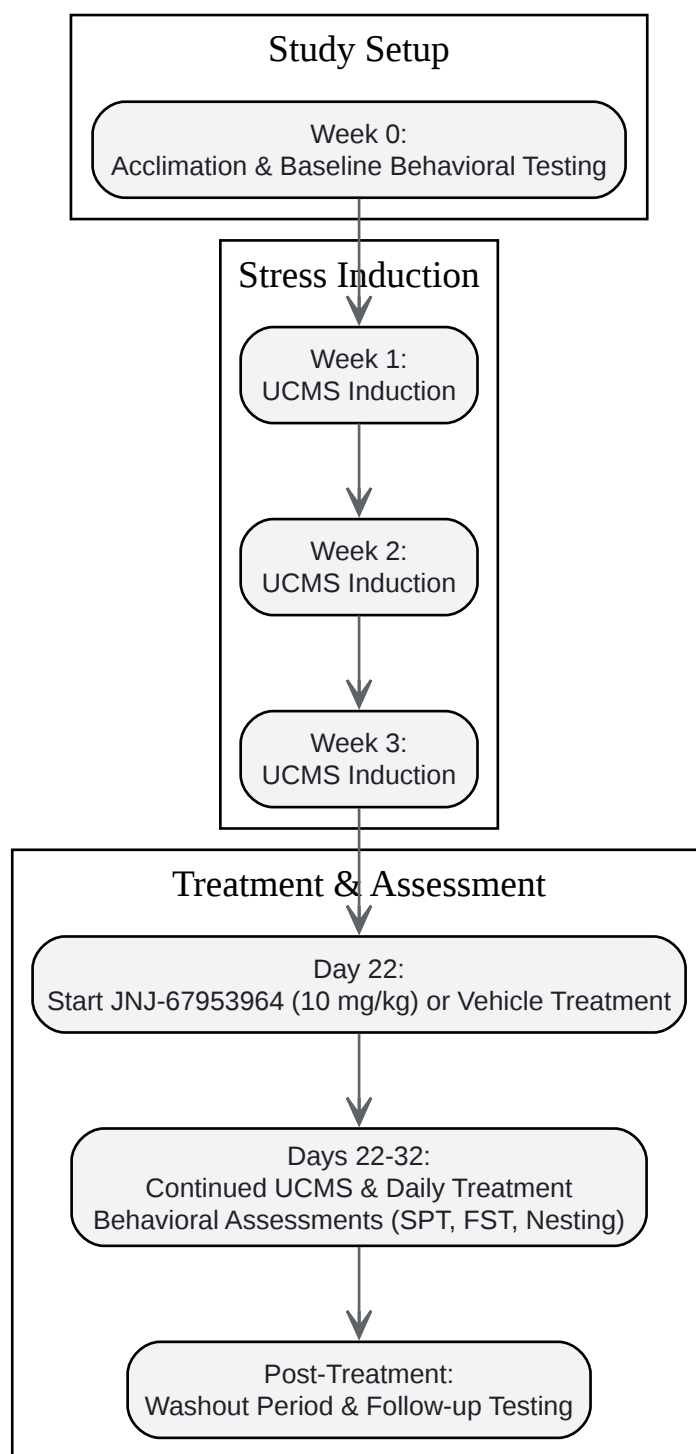 Study Setup
Week 0:
Acclimation & Baseline Behavioral Testing
Stress Induction
Week 1:
UCMS Induction
Week 2:
UCMS Induction
Week 3:
UCMS Induction
Treatment & Assessment
Day 22:
Start JNJ-67953964 (10 mg/kg) or Vehicle Treatment
Days 22-32:
Continued UCMS & Daily Treatment
Behavioral Assessments (SPT, FST, Nesting)
Post-Treatment:
Washout Period & Follow-up Testing